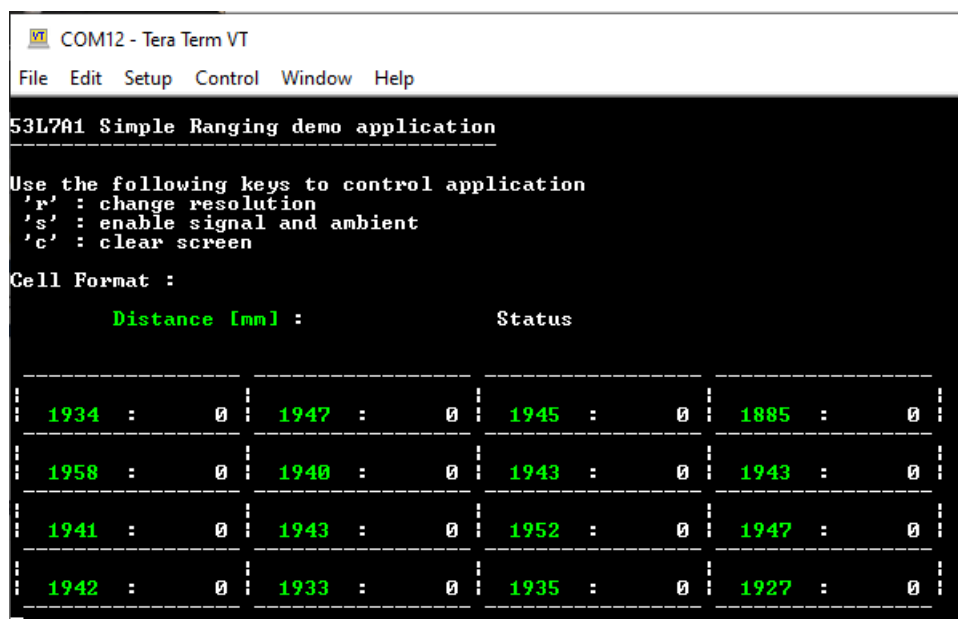 COM12 - Tera Term VT
File Edit Setup Control Window Help
53L7A1 Simple Ranging demo application
--------------------------------------
Use the following keys to control application
'r' : change resolution
's' : enable signal and ambient
'c' : clear screen
Cell Format :
Distance [mm] : Status
1934 : 0 | 1947 : 0 | 1945 : 0 | 1885 : 0
1958 : 0 | 1940 : 0 | 1943 : 0 | 1943 : 0
1941 : 0 | 1943 : 0 | 1952 : 0 | 1947 : 0
1942 : 0 | 1933 : 0 | 1935 : 0 | 1927 : 0